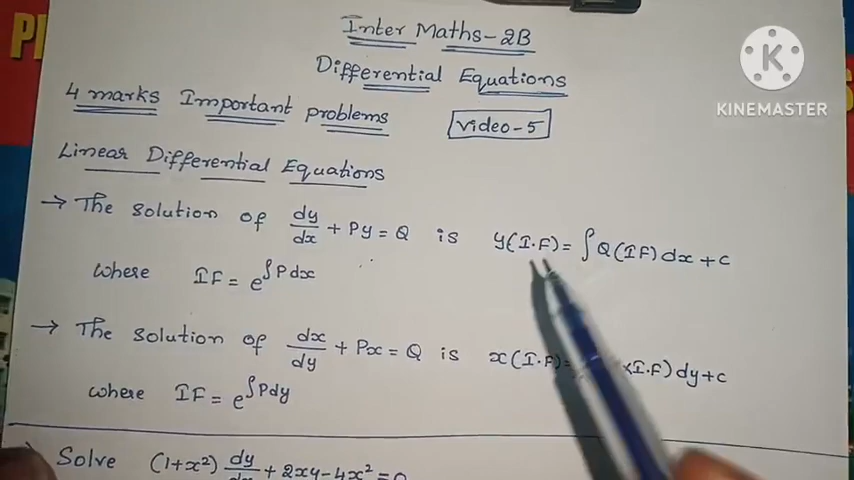 Inter Maths-2B
Differential Equations
4 marks Important problems
video-5
Linear Differential Equations
→ The solution of dy/dx + Py = Q is y(I.F) = ∫Q(IF)dx + c
where IF = e^∫Pdx
→ The solution of dx/dy + Px = Q is x(I.F) = (I.F)dy+c
where IF = e^∫Pdy
Solve (1+x²) dy/dx + 2xy-4x² = 0
KINEMASTER